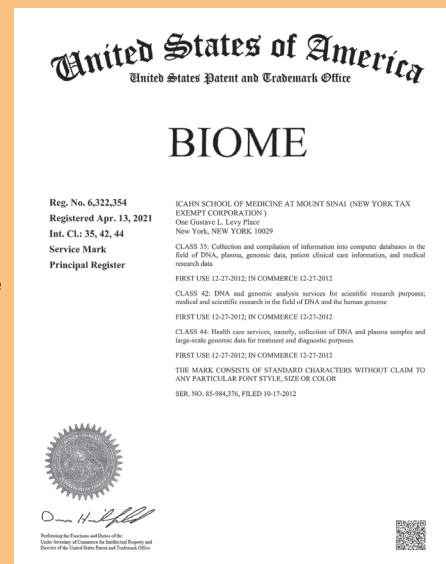 United States of America
United States Patent and Trademark Office
BIOME
Reg. No. 6,322,354
Registered Apr. 13, 2021
Int. Cl.: 35, 42, 44
Service Mark
Principal Register
ICAHN SCHOOL OF MEDICINE AT MOUNT SINAI (NEW YORK TAX
EXEMPT CORPORATION )
One Gustave L. Levy Place
New York, NEW YORK 10029
CLASS 35: Collection and compilation of information into computer databases in the
field of DNA, plasma, genomic data, patient clinical care information, and medical
research data
FIRST USE 12-27-2012; IN COMMERCE 12-27-2012
CLASS 42: DNA and genomic analysis services for scientific research purposes;
medical and scientific research in the field of DNA and the human genome
FIRST USE 12-27-2012; IN COMMERCE 12-27-2012
CLASS 44: Health care services, namely, collection of DNA and plasma samples and
large-scale genomic data for treatment and diagnostic purposes
FIRST USE 12-27-2012; IN COMMERCE 12-27-2012
THE MARK CONSISTS OF STANDARD CHARACTERS WITHOUT CLAIM TO
ANY PARTICULAR FONT STYLE, SIZE OR COLOR
SER. NO. 85-984,376, FILED 10-17-2012
Performing the Functions and Duties of the
Under Secretary of Commerce for Intellectual Property and
Director of the United States Patent and Trademark Office